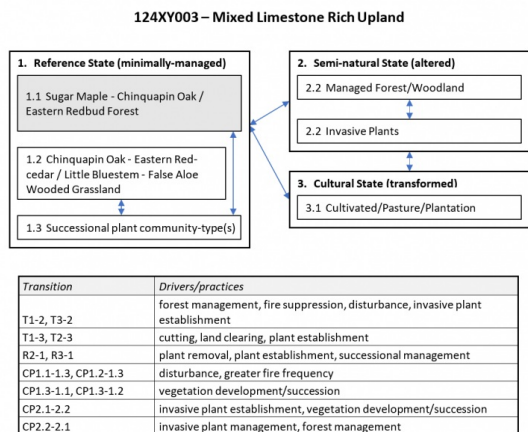 124XY003 – Mixed Limestone Rich Upland
1. Reference State (minimally-managed)
1.1 Sugar Maple - Chinquapin Oak /
Eastern Redbud Forest
1.2 Chinquapin Oak - Eastern Red-
cedar / Little Bluestem - False Aloe
Wooded Grassland
1.3 Successional plant community-type(s)
2. Semi-natural State (altered)
2.2 Managed Forest/Woodland
2.2 Invasive Plants
3. Cultural State (transformed)
3.1 Cultivated/Pasture/Plantation
Transition Drivers/practices
forest management, fire suppression, disturbance, invasive plant
T1-2, T3-2 establishment
T1-3, T2-3 cutting, land clearing, plant establishment
R2-1, R3-1 plant removal, plant establishment, successional management
CP1.1-1.3, CP1.2-1.3 disturbance, greater fire frequency
CP1.3-1.1, CP1.3-1.2 vegetation development/succession
CP2.1-2.2 invasive plant establishment, vegetation development/succession
CP2.2-2.1 invasive plant management, forest management